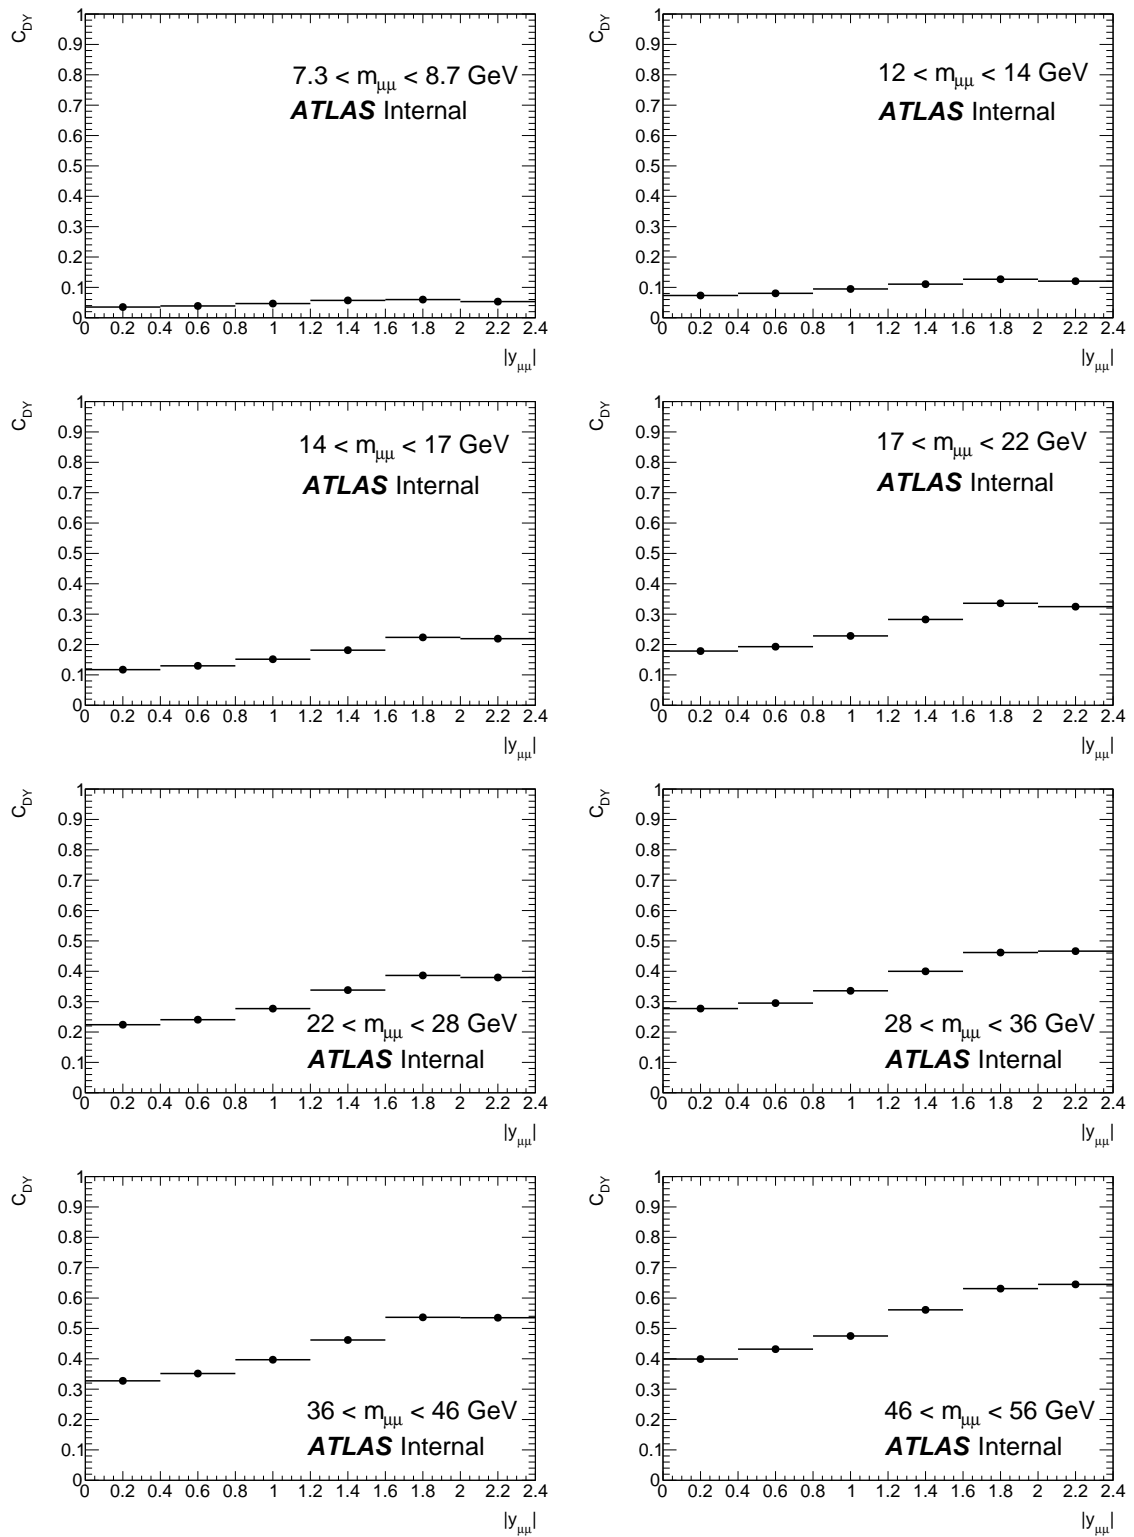 C_DY
1
0.9
0.8
0.7
0.6
0.5
0.4
0.3
0.2
0.1
0
7.3 < m_μμ < 8.7 GeV
ATLAS Internal
0 0.2 0.4 0.6 0.8 1 1.2 1.4 1.6 1.8 2 2.2 2.4
|y_μμ|
C_DY
1
0.9
0.8
0.7
0.6
0.5
0.4
0.3
0.2
0.1
0
12 < m_μμ < 14 GeV
ATLAS Internal
0 0.2 0.4 0.6 0.8 1 1.2 1.4 1.6 1.8 2 2.2 2.4
|y_μμ|
C_DY
1
0.9
0.8
0.7
0.6
0.5
0.4
0.3
0.2
0.1
0
14 < m_μμ < 17 GeV
ATLAS Internal
0 0.2 0.4 0.6 0.8 1 1.2 1.4 1.6 1.8 2 2.2 2.4
|y_μμ|
C_DY
1
0.9
0.8
0.7
0.6
0.5
0.4
0.3
0.2
0.1
0
17 < m_μμ < 22 GeV
ATLAS Internal
0 0.2 0.4 0.6 0.8 1 1.2 1.4 1.6 1.8 2 2.2 2.4
|y_μμ|
C_DY
1
0.9
0.8
0.7
0.6
0.5
0.4
0.3
0.2
0.1
0
22 < m_μμ < 28 GeV
ATLAS Internal
0 0.2 0.4 0.6 0.8 1 1.2 1.4 1.6 1.8 2 2.2 2.4
|y_μμ|
C_DY
1
0.9
0.8
0.7
0.6
0.5
0.4
0.3
0.2
0.1
0
28 < m_μμ < 36 GeV
ATLAS Internal
0 0.2 0.4 0.6 0.8 1 1.2 1.4 1.6 1.8 2 2.2 2.4
|y_μμ|
C_DY
1
0.9
0.8
0.7
0.6
0.5
0.4
0.3
0.2
0.1
0
36 < m_μμ < 46 GeV
ATLAS Internal
0 0.2 0.4 0.6 0.8 1 1.2 1.4 1.6 1.8 2 2.2 2.4
|y_μμ|
C_DY
1
0.9
0.8
0.7
0.6
0.5
0.4
0.3
0.2
0.1
0
46 < m_μμ < 56 GeV
ATLAS Internal
0 0.2 0.4 0.6 0.8 1 1.2 1.4 1.6 1.8 2 2.2 2.4
|y_μμ|